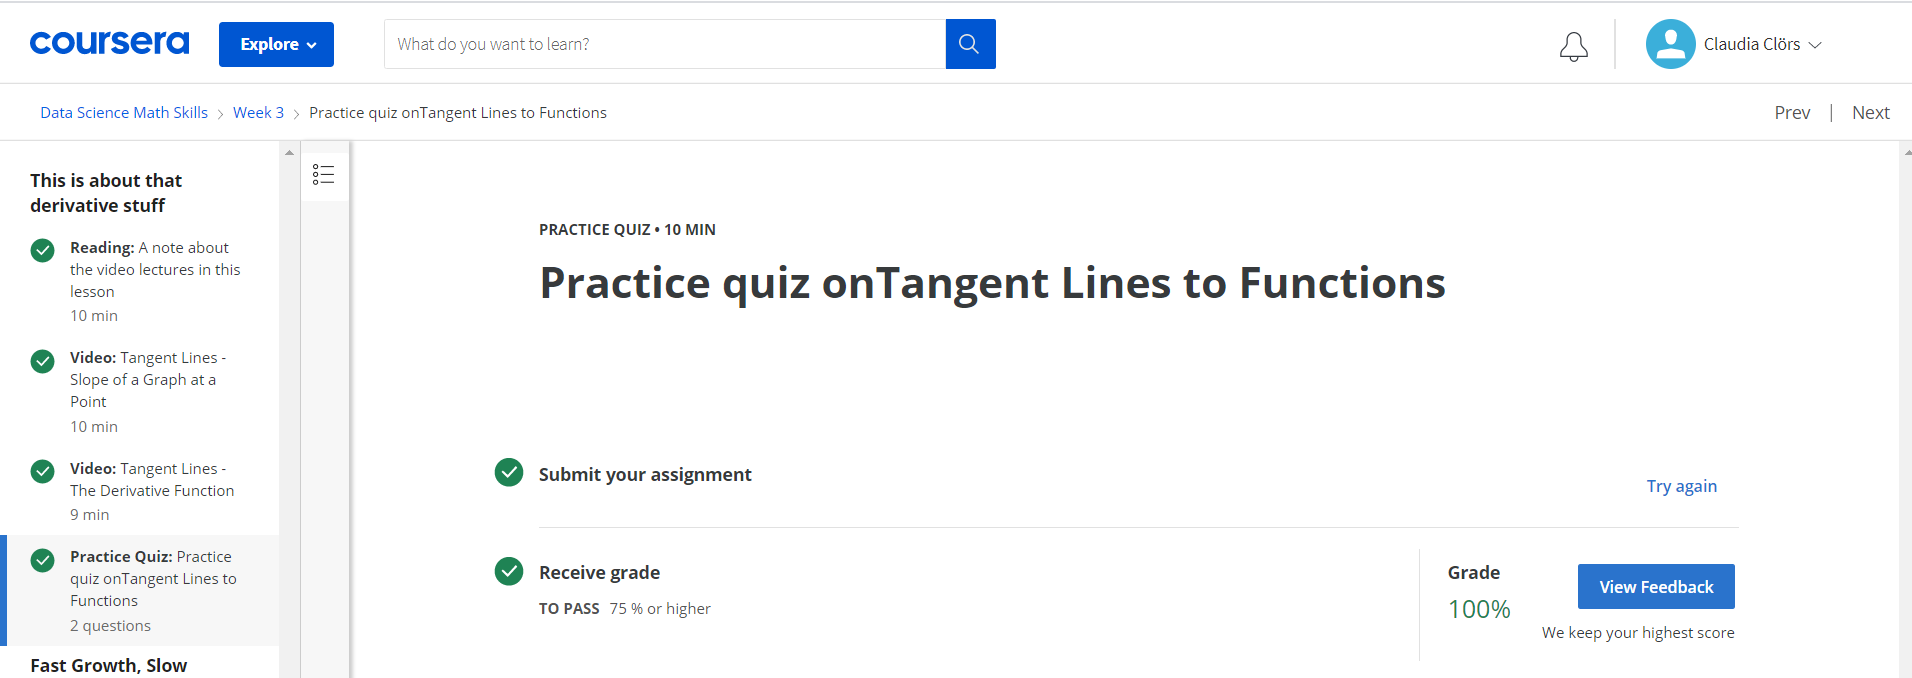 coursera
Explore
What do you want to learn?
Claudia Clörs
Data Science Math Skills > Week 3 > Practice quiz onTangent Lines to Functions
Prev | Next
This is about that
derivative stuff
Reading: A note about
the video lectures in this
lesson
10 min
Video: Tangent Lines -
Slope of a Graph at a
Point
10 min
Video: Tangent Lines -
The Derivative Function
9 min
Practice Quiz: Practice
quiz onTangent Lines to
Functions
2 questions
Fast Growth, Slow
PRACTICE QUIZ • 10 MIN
Practice quiz onTangent Lines to Functions
Submit your assignment
Try again
Receive grade
TO PASS 75 % or higher
Grade
100%
View Feedback
We keep your highest score